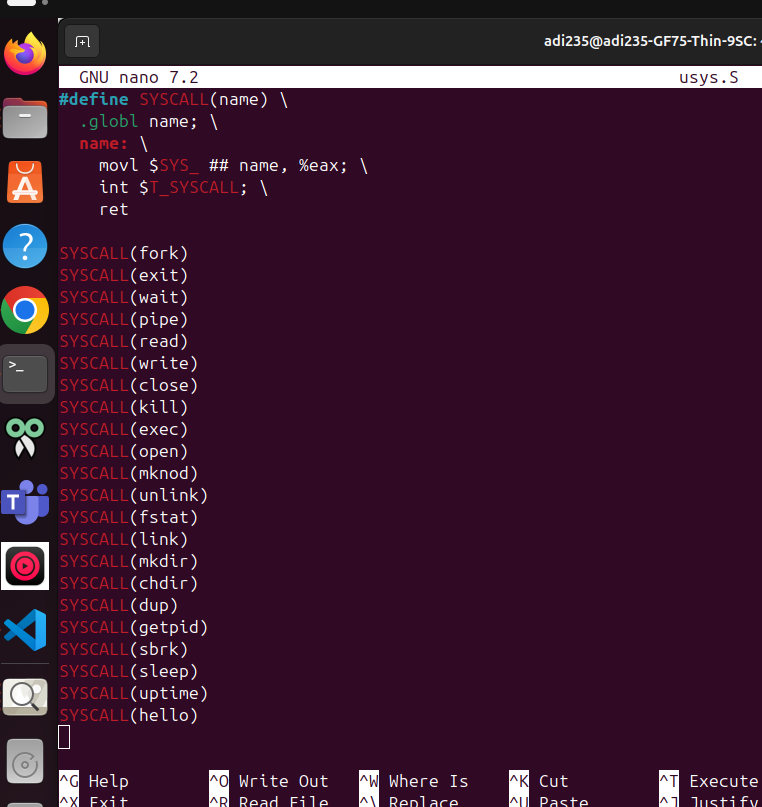 adi235@adi235-GF75-Thin-9SC:
GNU nano 7.2 usys.S
#define SYSCALL(name) \
.globl name; \
name: \
movl $SYS_ ## name, %eax; \
int $T_SYSCALL; \
ret
SYSCALL(fork)
SYSCALL(exit)
SYSCALL(wait)
SYSCALL(pipe)
SYSCALL(read)
SYSCALL(write)
SYSCALL(close)
SYSCALL(kill)
SYSCALL(exec)
SYSCALL(open)
SYSCALL(mknod)
SYSCALL(unlink)
SYSCALL(fstat)
SYSCALL(link)
SYSCALL(mkdir)
SYSCALL(chdir)
SYSCALL(dup)
SYSCALL(getpid)
SYSCALL(sbrk)
SYSCALL(sleep)
SYSCALL(uptime)
SYSCALL(hello)
^G Help ^O Write Out ^W Where Is ^K Cut ^T Execute
^X Exit ^R Read File ^\ Replace ^U Paste ^J Justify